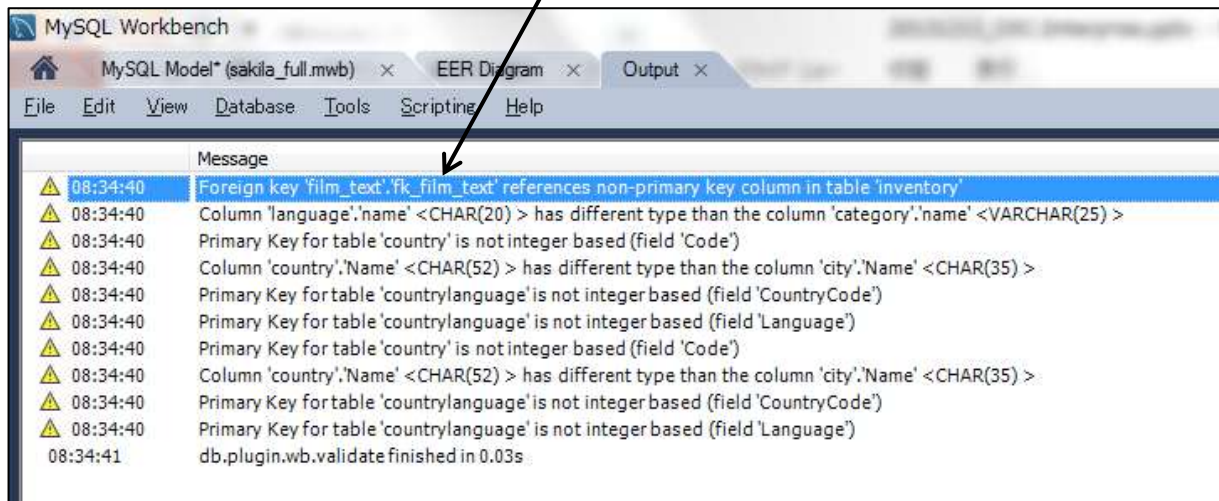 MySQL Workbench
MySQL Model* (sakila_full.mwb) × EER Diagram × Output ×
File Edit View Database Tools Scripting Help
Message
08:34:40 Foreign key 'film_text'.'fk_film_text' references non-primary key column in table 'inventory'
08:34:40 Column 'language'.'name' <CHAR(20) > has different type than the column 'category'.'name' <VARCHAR(25) >
08:34:40 Primary Key for table 'country' is not integer based (field 'Code')
08:34:40 Column 'country'.'Name' <CHAR(52) > has different type than the column 'city'.'Name' <CHAR(35) >
08:34:40 Primary Key for table 'countrylanguage' is not integer based (field 'CountryCode')
08:34:40 Primary Key for table 'countrylanguage' is not integer based (field 'Language')
08:34:40 Primary Key for table 'country' is not integer based (field 'Code')
08:34:40 Column 'country'.'Name' <CHAR(52) > has different type than the column 'city'.'Name' <CHAR(35) >
08:34:40 Primary Key for table 'countrylanguage' is not integer based (field 'CountryCode')
08:34:40 Primary Key for table 'countrylanguage' is not integer based (field 'Language')
08:34:41 db.plugin.wb.validate finished in 0.03s